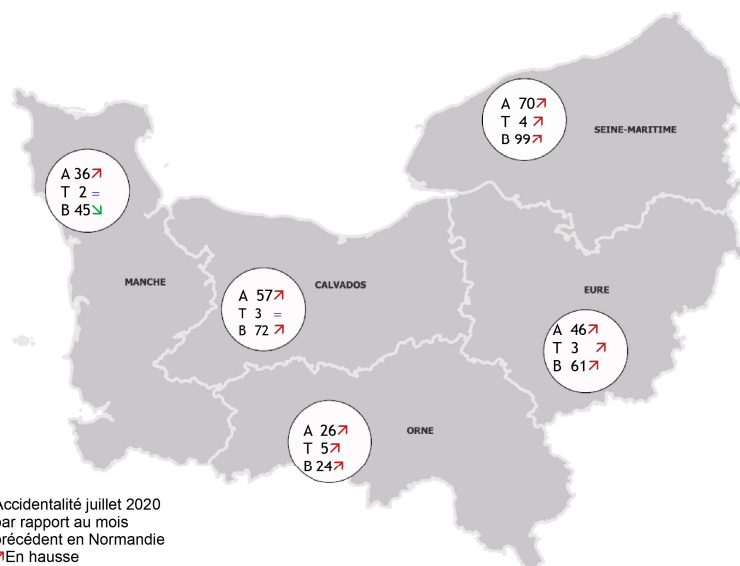 A 70↗
T 4 ↗
B 99↗
SEINE-MARITIME
A 36↗
T 2 =
B 45↘
MANCHE
A 57↗
T 3 =
B 72 ↗
CALVADOS
EURE
A 46↗
T 3 ↗
B 61↗
A 26↗
T 5↗
B 24↗
ORNE
Accidentalité juillet 2020
par rapport au mois
précédent en Normandie
↗En hausse